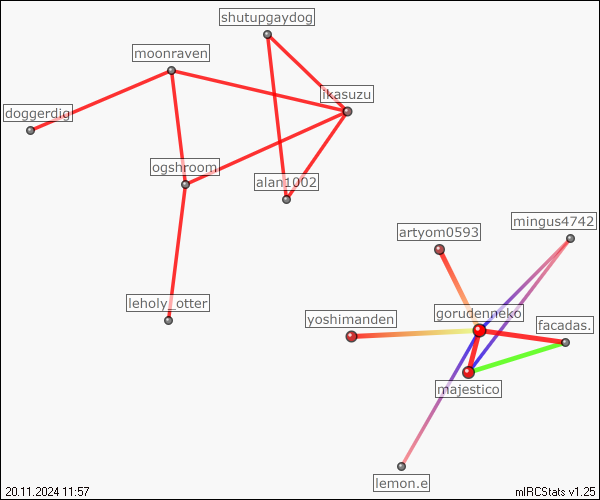 shutupgaydog
moonraven
ikasuzu
doggerdig
ogshroom
alan1002
mingus4742
artyom0593
leholy_otter
yoshimanden
gorudenneko
facadas.
majestico
lemon.e
20.11.2024 11:57
mIRCStats v1.25